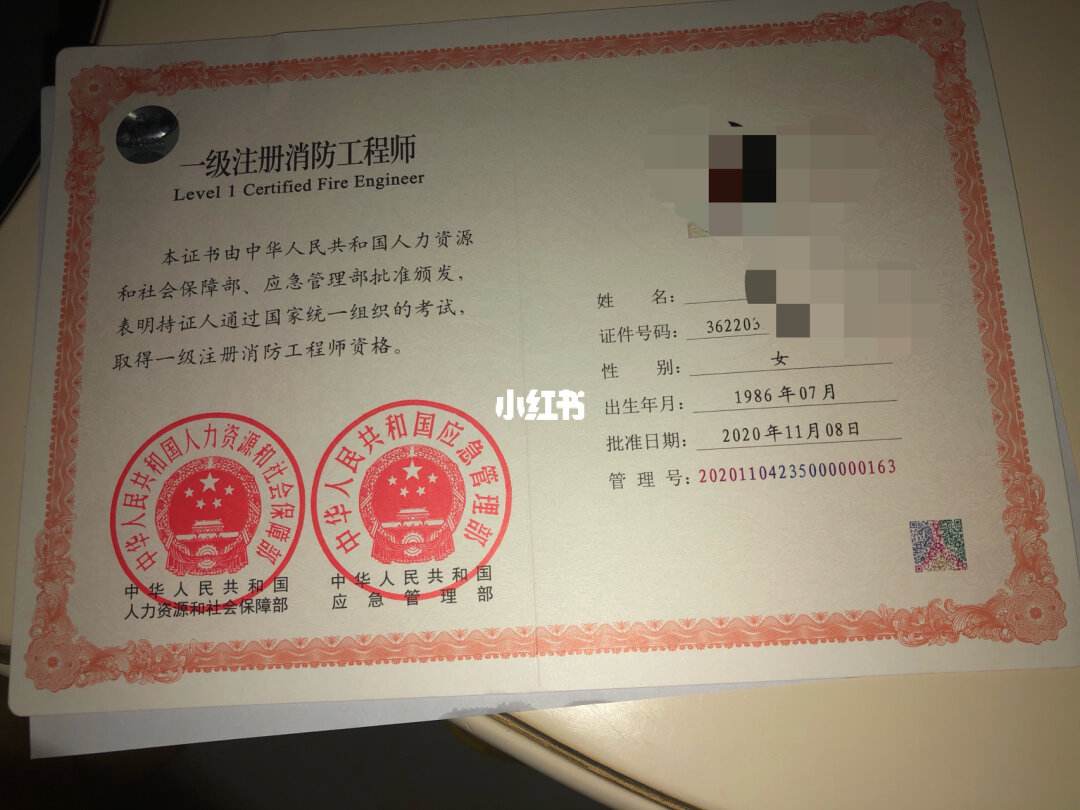 一级注册消防工程师
Level 1 Certified Fire Engineer
本证书由中华人民共和国人力资源
和社会保障部、应急管理部批准颁发，
表明持证人通过国家统一组织的考试，
取得一级注册消防工程师资格。
中华人民共和国人力资源和社会保障部
中华人民共和国应急管理部
中华人民共和国
人力资源和社会保障部
中华人民共和国
应急管理部
小红书
姓名：
证件号码：362203
性别：女
出生年月：1986年07月
批准日期：2020年11月08日
管理号：20201104235000000163